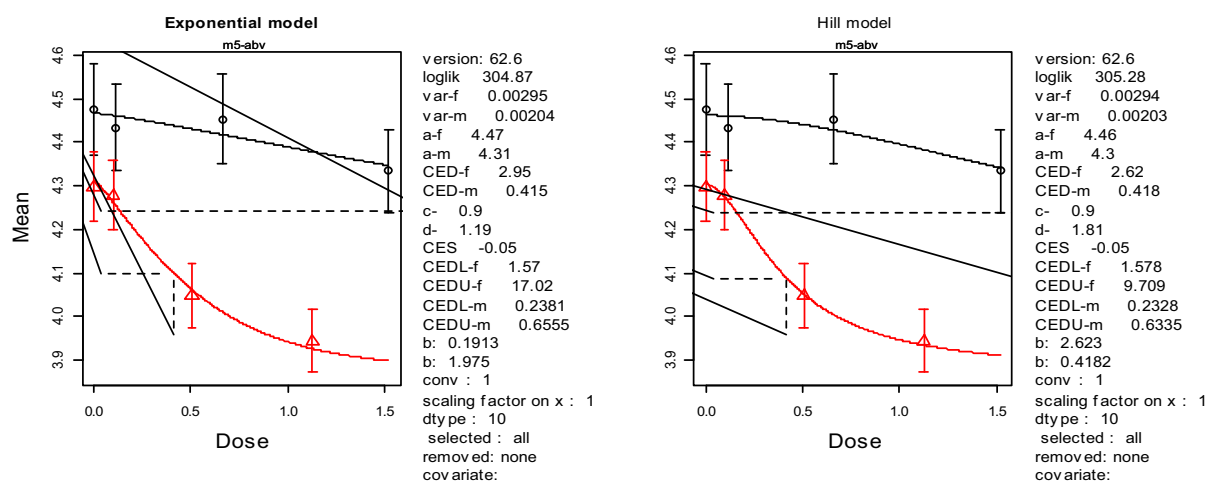 Exponential model
m5-abv
Mean
4.6
4.5
4.4
4.3
4.2
4.1
4.0
3.9
0.0
0.5
1.0
1.5
Dose
version: 62.6
loglik 304.87
var-f 0.00295
var-m 0.00204
a-f 4.47
a-m 4.31
CED-f 2.95
CED-m 0.415
c- 0.9
d- 1.19
CES -0.05
CEDL-f 1.57
CEDU-f 17.02
CEDL-m 0.2381
CEDU-m 0.6555
b: 0.1913
b: 1.975
conv : 1
scaling factor on x : 1
dtype : 10
selected : all
removed: none
covariate:
Hill model
m5-abv
4.6
4.5
4.4
4.3
4.2
4.1
4.0
3.9
0.0
0.5
1.0
1.5
Dose
version: 62.6
loglik 305.28
var-f 0.00294
var-m 0.00203
a-f 4.46
a-m 4.3
CED-f 2.62
CED-m 0.418
c- 0.9
d- 1.81
CES -0.05
CEDL-f 1.578
CEDU-f 9.709
CEDL-m 0.2328
CEDU-m 0.6335
b: 2.623
b: 0.4182
conv : 1
scaling factor on x : 1
dtype : 10
selected : all
removed: none
covariate: